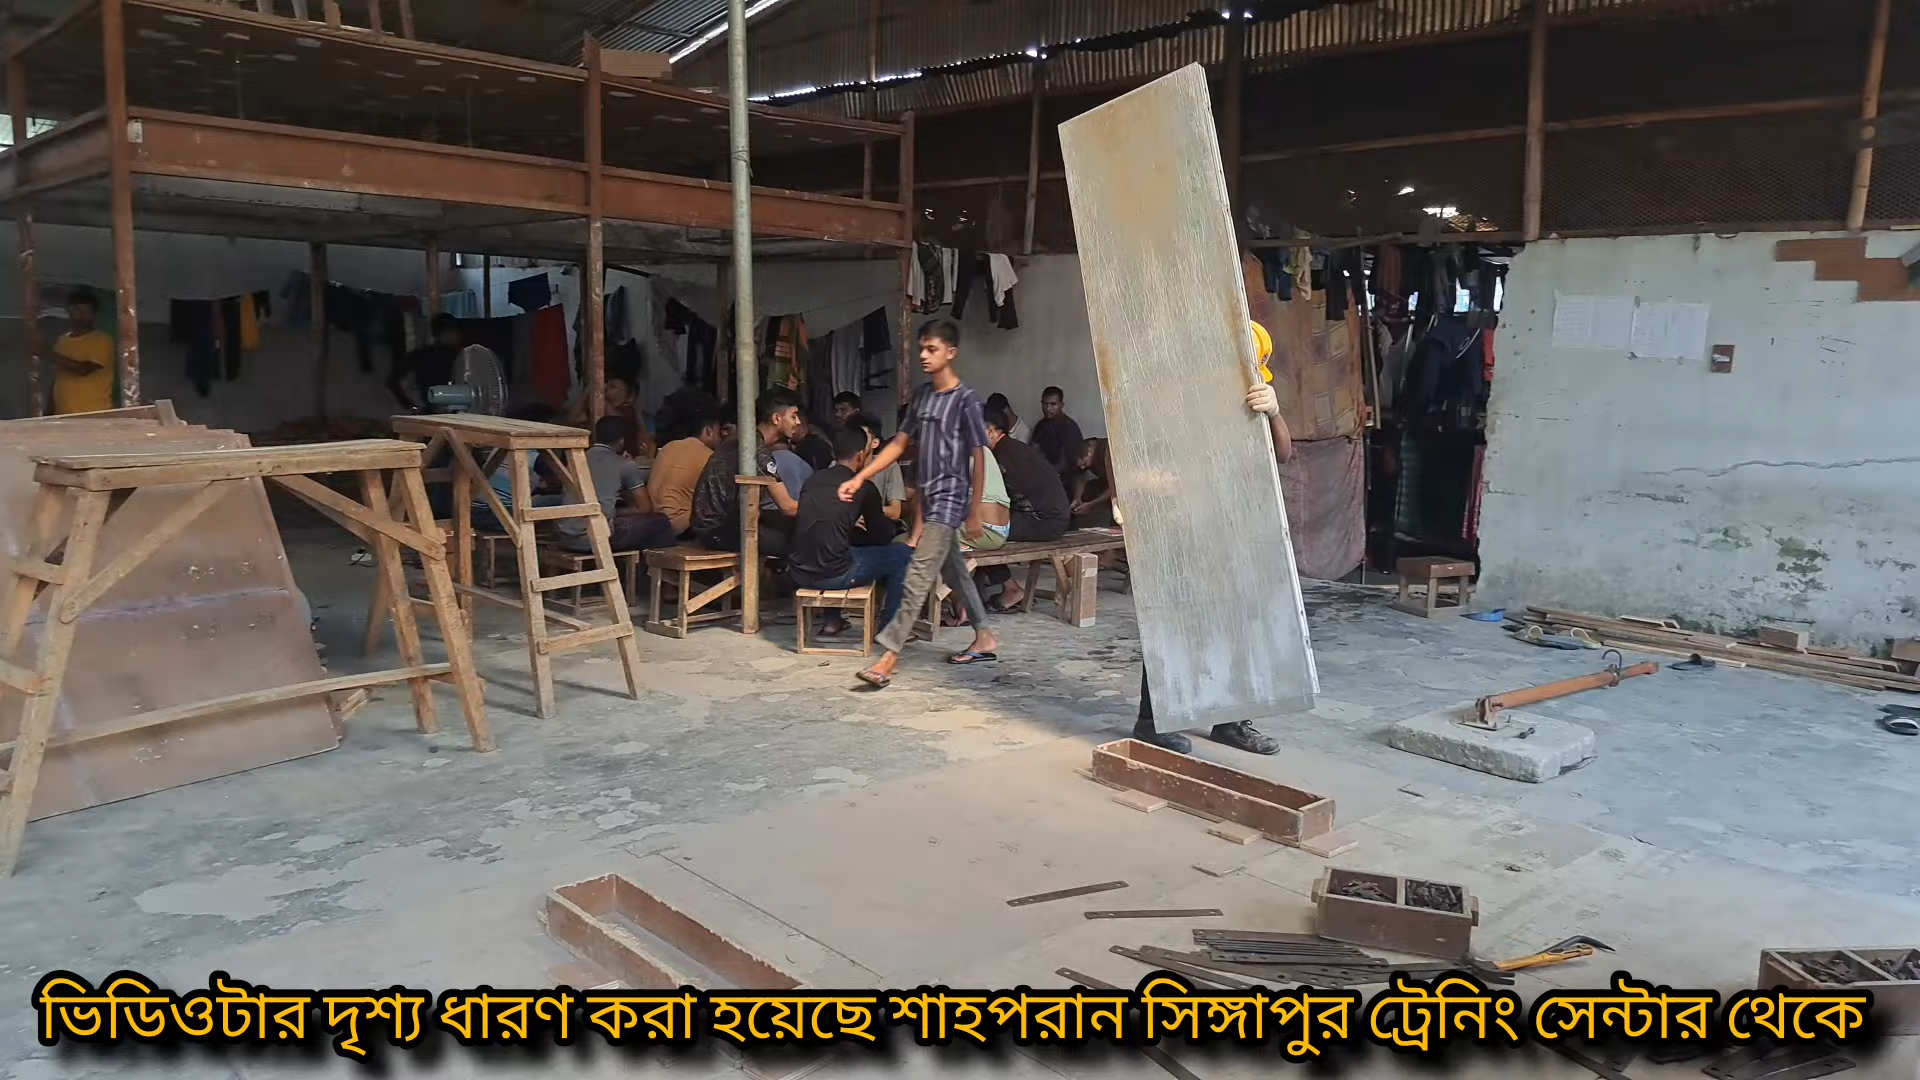 ভিডিওটার দৃশ্য ধারণ করা হয়েছে শাহপরান সিঙ্গাপুর ট্রেনিং সেন্টার থেকে